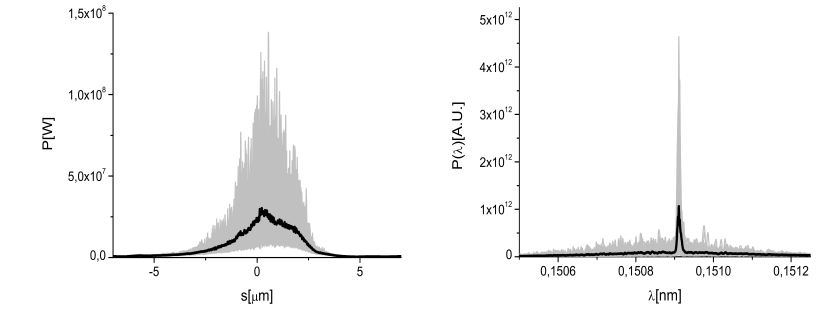 1,5x10⁸
1,0x10⁸
5,0x10⁷
0,0
P[W]
-5
0
5
s[μm]
5x10¹²
4x10¹²
3x10¹²
2x10¹²
1x10¹²
0
P(λ)[A.U.]
0,1506
0,1508
0,1510
0,1512
λ[nm]